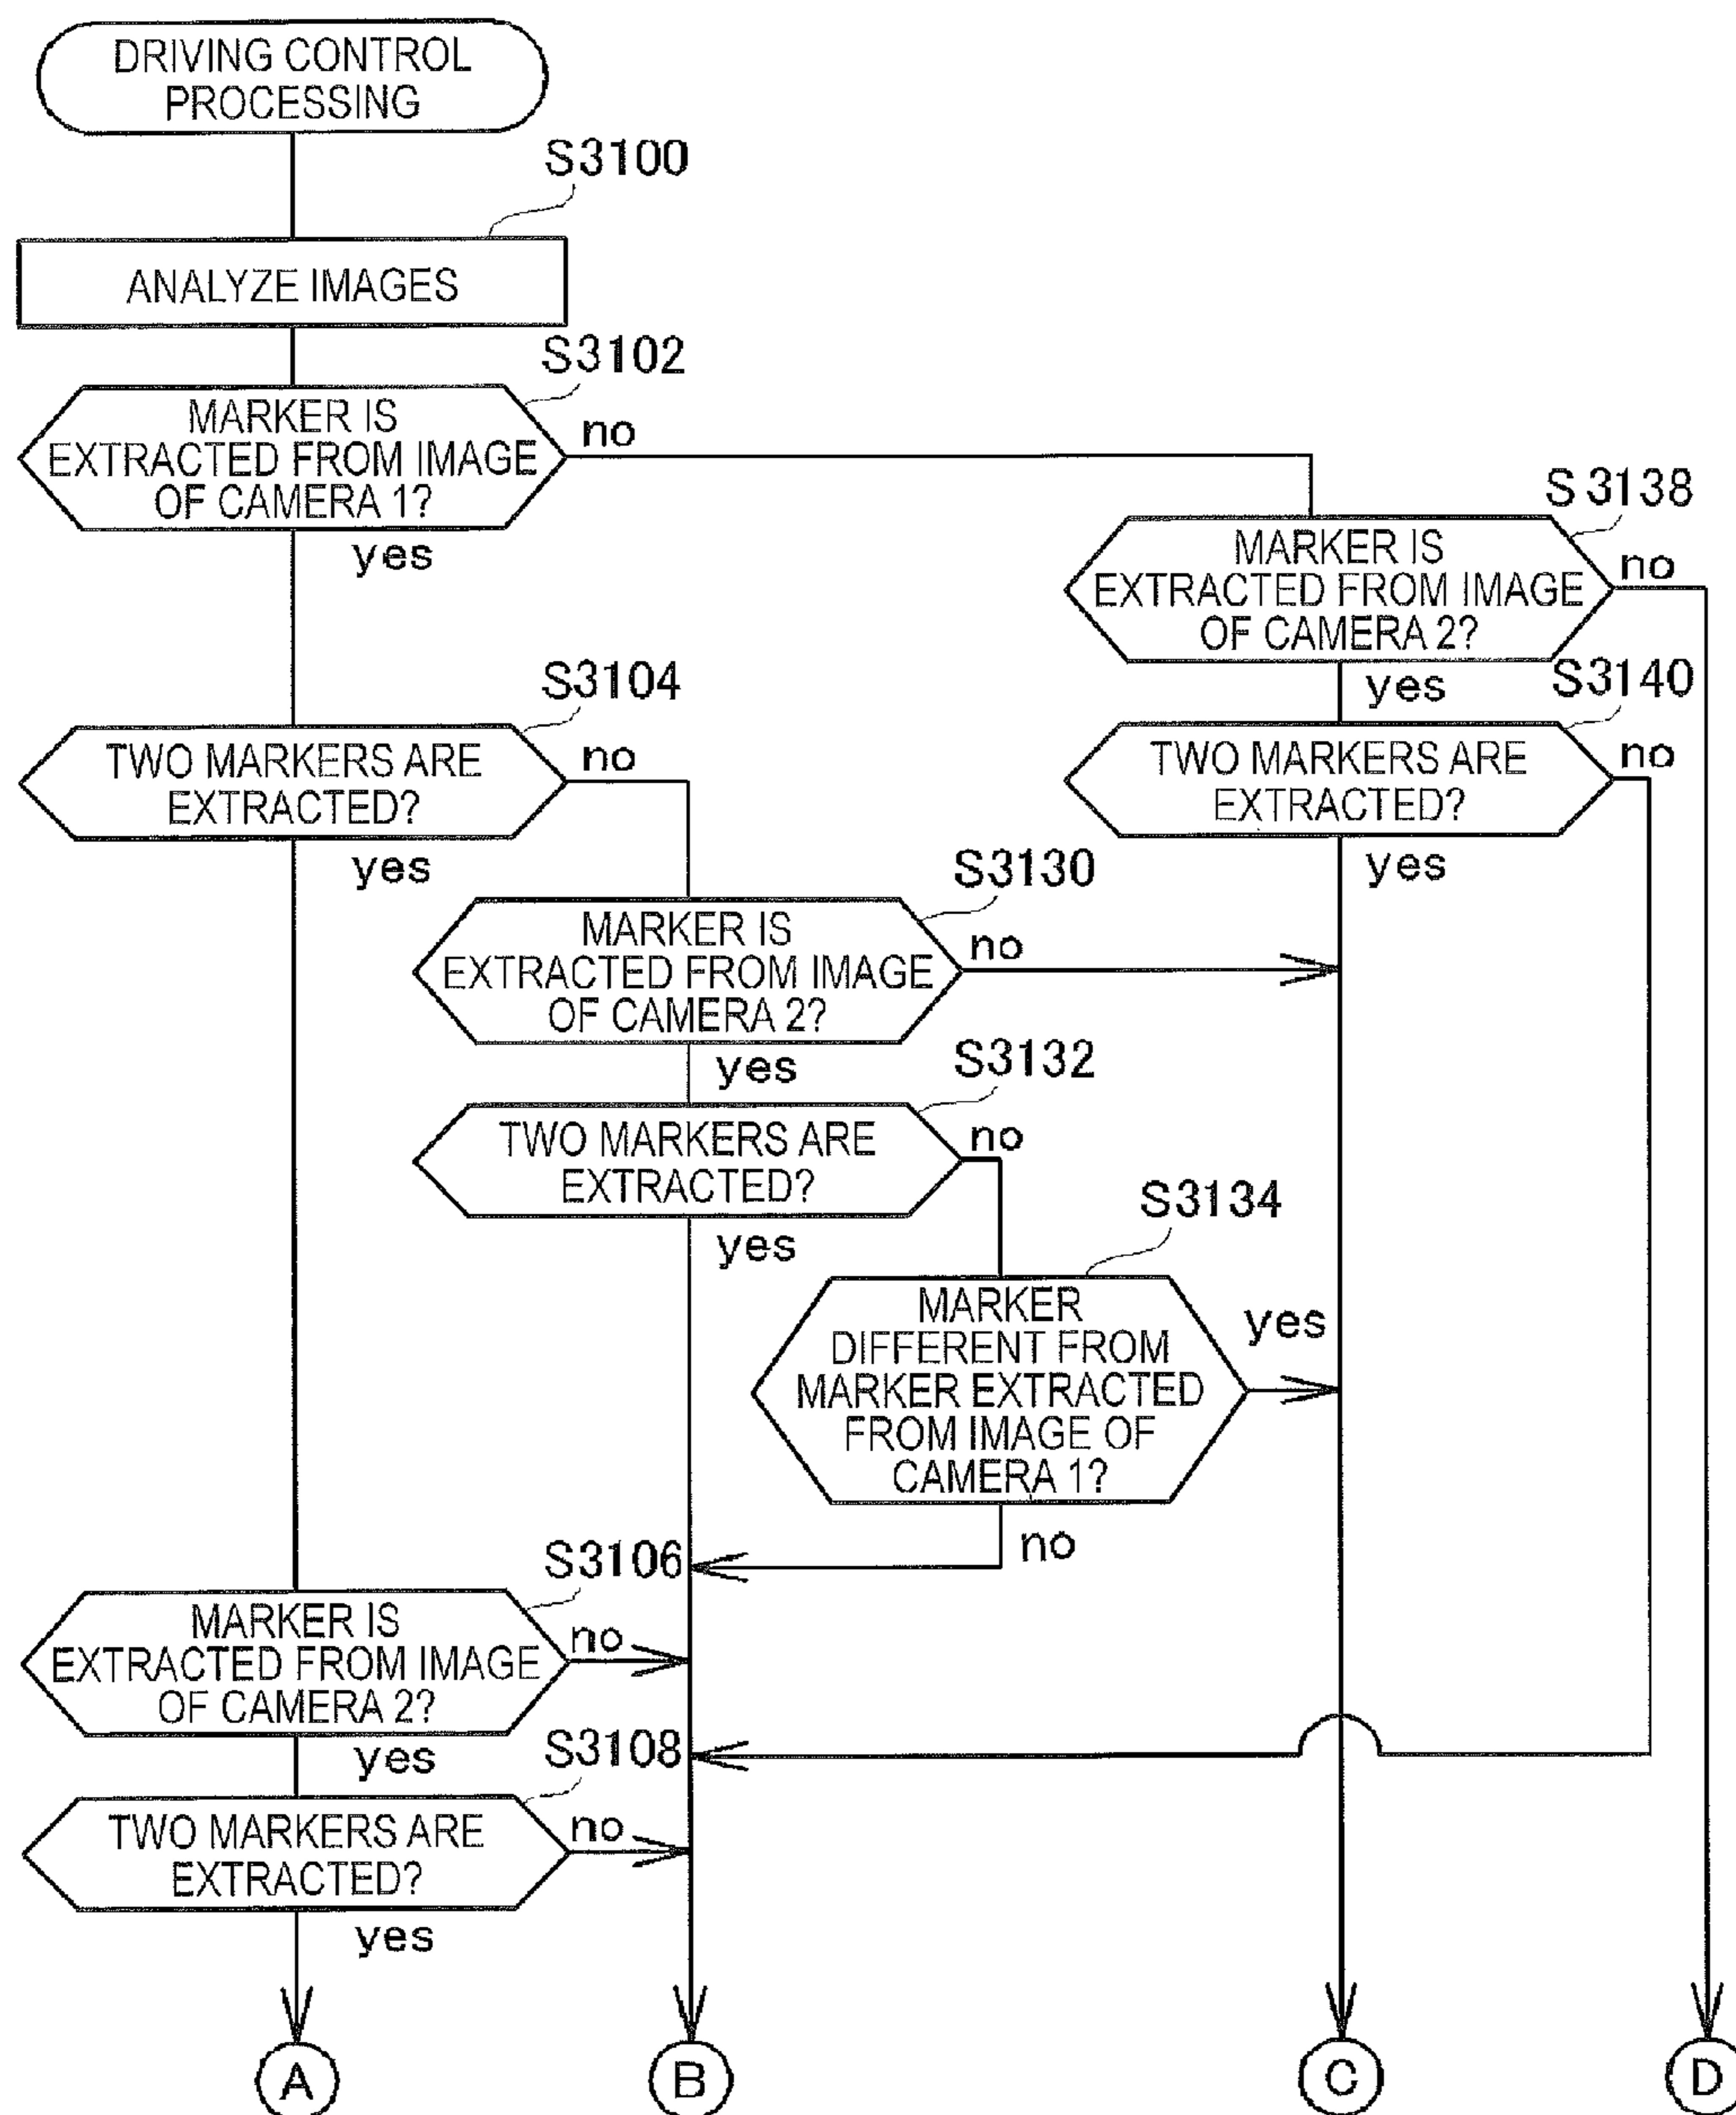 DRIVING CONTROL
PROCESSING
S3100
ANALYZE IMAGES
S3102
MARKER IS
EXTRACTED FROM IMAGE
OF CAMERA 1?
no
yes
S3138
MARKER IS
EXTRACTED FROM IMAGE
OF CAMERA 2?
no
yes
S3104
TWO MARKERS ARE
EXTRACTED?
no
yes
S3140
TWO MARKERS ARE
EXTRACTED?
no
yes
S3130
MARKER IS
EXTRACTED FROM IMAGE
OF CAMERA 2?
no
yes
S3132
TWO MARKERS ARE
EXTRACTED?
no
yes
S3134
MARKER
DIFFERENT FROM
MARKER EXTRACTED
FROM IMAGE OF
CAMERA 1?
yes
no
S3106
MARKER IS
EXTRACTED FROM IMAGE
OF CAMERA 2?
no
yes
S3108
TWO MARKERS ARE
EXTRACTED?
no
yes
A
B
C
D